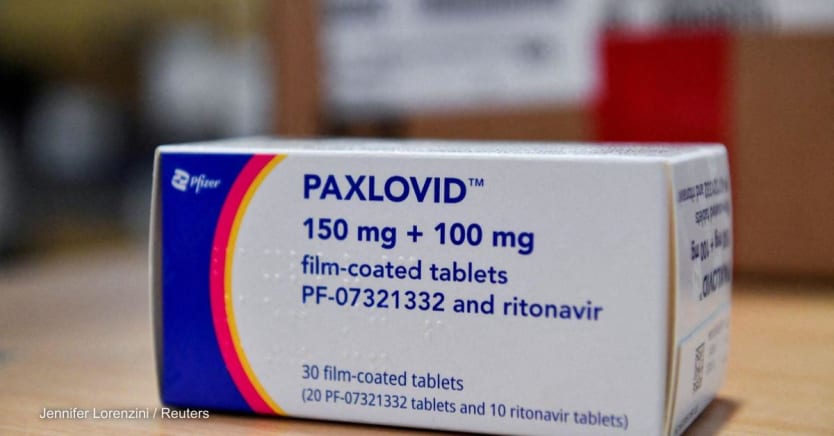 Pfizer
PAXLOVID™
150 mg + 100 mg
film-coated tablets
PF-07321332 and ritonavir
30 film-coated tablets
(20 PF-07321332 tablets and 10 ritonavir tablets)
Jennifer Lorenzini / Reuters